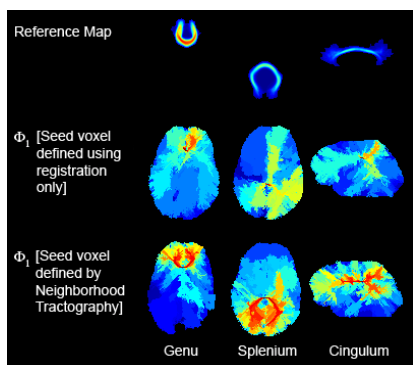 Reference Map
Φ1 [Seed voxel
defined using
registration
only]
Φ1 [Seed voxel
defined by
Neighborhood
Tractography]
Genu Splenium Cingulum